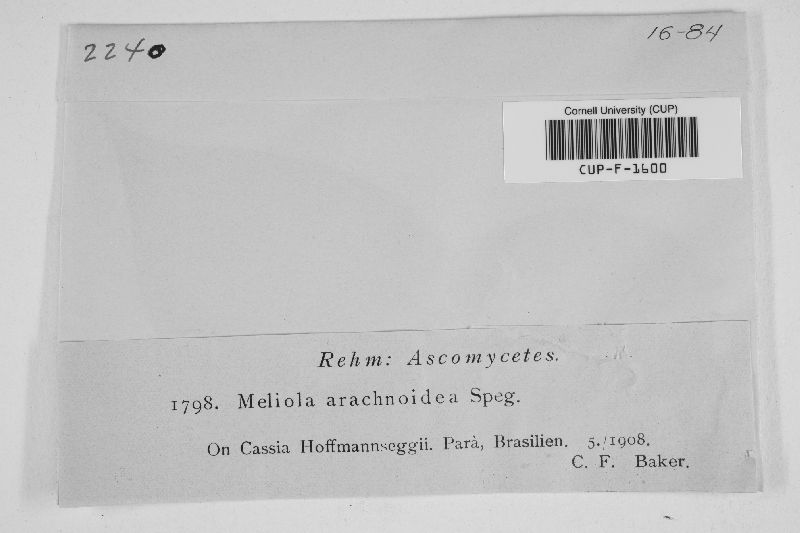 2240
16-84
Cornell University (CUP)
CUP-F-1600
Rehm: Ascomycetes.
1798. Meliola arachnoidea Speg.
On Cassia Hoffmannseggii. Parà, Brasilien. 5./1908.
C. F. Baker.